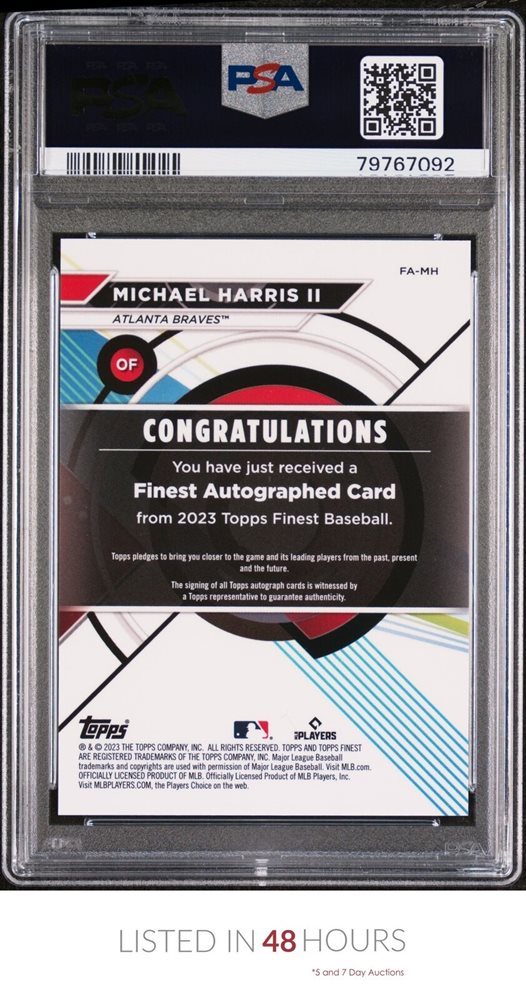 PSA
PSA
79767092
FA-MH
MICHAEL HARRIS II
ATLANTA BRAVES™
OF
CONGRATULATIONS
You have just received a
Finest Autographed Card
from 2023 Topps Finest Baseball.
Topps pledges to bring you closer to the game and its leading players from the past, present
and the future.
The signing of all Topps autograph cards is witnessed by
a Topps representative to guarantee authenticity.
Topps
PLAYERS
® & © 2023 THE TOPPS COMPANY, INC. ALL RIGHTS RESERVED. TOPPS AND TOPPS FINEST
ARE REGISTERED TRADEMARKS OF THE TOPPS COMPANY, INC. Major League Baseball
trademarks and copyrights are used with permission of Major League Baseball. Visit MLB.com.
OFFICIALLY LICENSED PRODUCT OF MLB. Officially Licensed Product of MLB Players, Inc.
Visit MLBPLAYERS.COM, the Players Choice on the web.
PSA
LISTED IN 48 HOURS
*5 and 7 Day Auctions